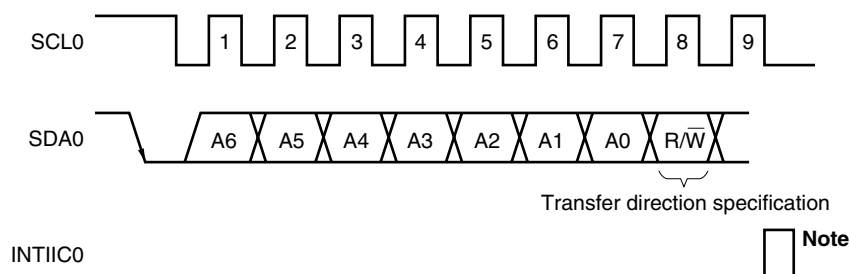 SCL0 1 2 3 4 5 6 7 8 9
SDA0 A6 A5 A4 A3 A2 A1 A0 R/W̅
Transfer direction specification
INTIIC0 Note